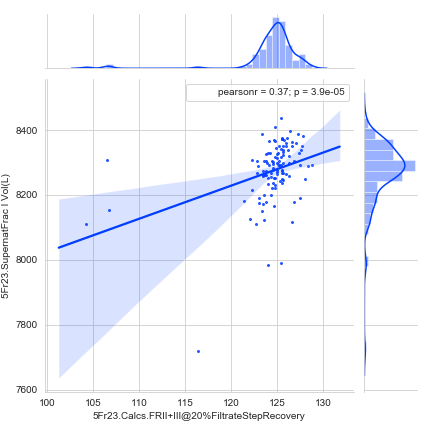 pearsonr = 0.37; p = 3.9e-05
8400
8200
8000
7800
7600
5Fr23.SupernatFrac I Vol(L)
100 105 110 115 120 125 130
5Fr23.Calcs.FRII+III@20%FiltrateStepRecovery